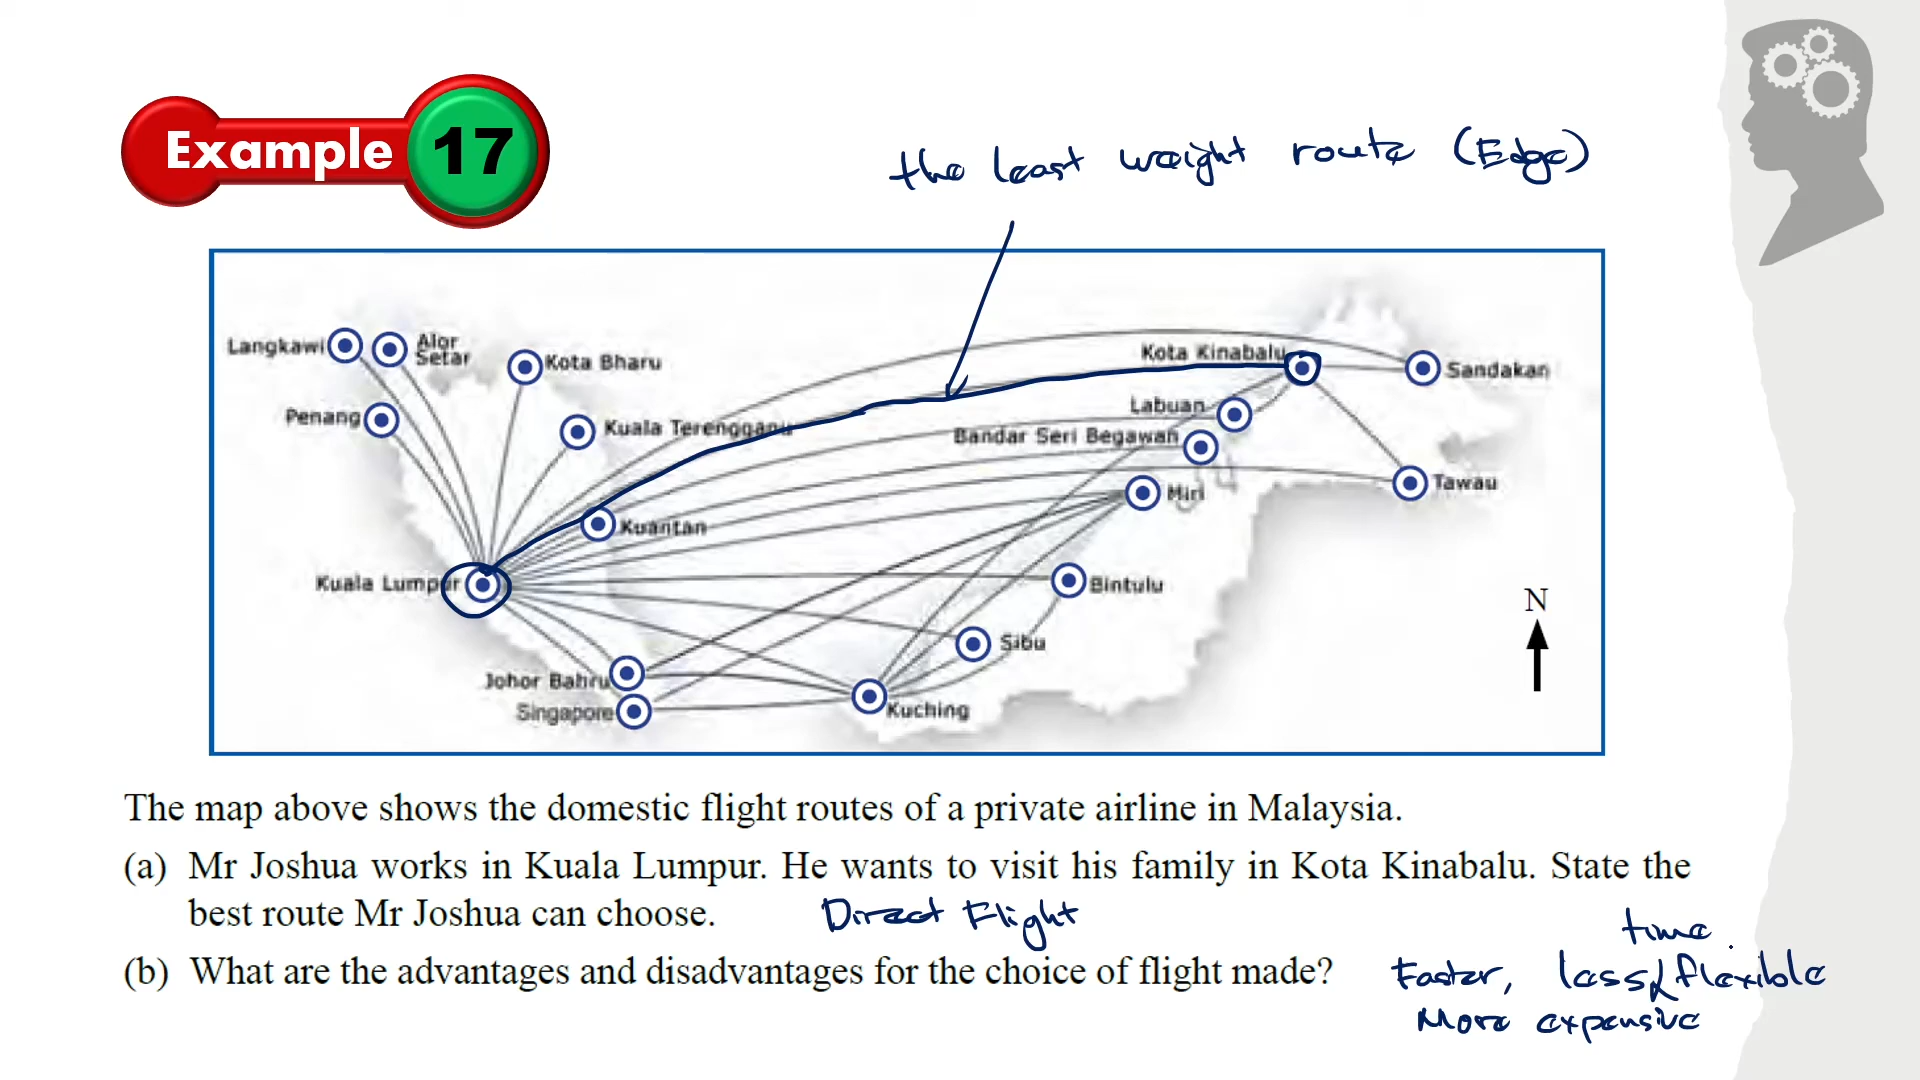 Example 17
the least weight route (Edge)
Langkawi
Alor
Setar
Kota Bharu
Penang
Kuala Terengganu
Kota Kinabalu
Sandakan
Labuan
Bandar Seri Begawan
Miri
Tawau
Kuantan
Kuala Lumpur
Bintulu
N
Sibu
Johor Bahru
Singapore
Kuching
The map above shows the domestic flight routes of a private airline in Malaysia.
(a) Mr Joshua works in Kuala Lumpur. He wants to visit his family in Kota Kinabalu. State the
best route Mr Joshua can choose. Direct Flight
(b) What are the advantages and disadvantages for the choice of flight made?
time
Faster, less flexible
More expensive